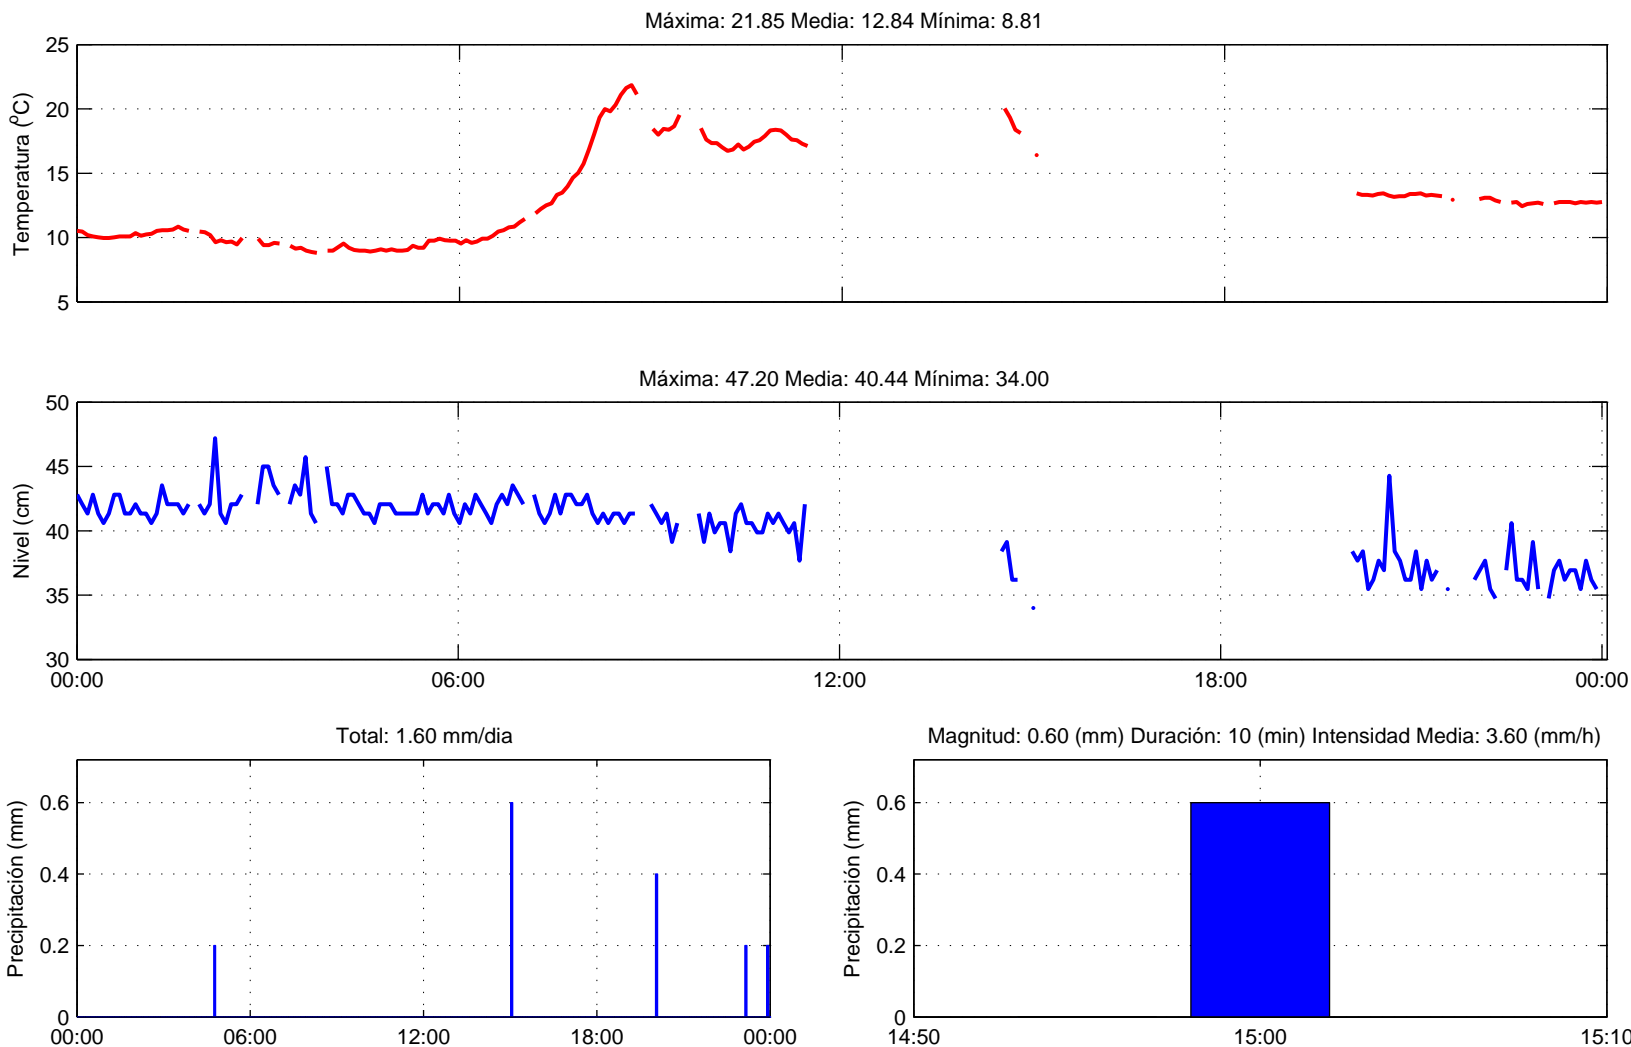 Máxima: 21.85 Media: 12.84 Mínima: 8.81
25
20
15
10
5
Temperatura (ºC)
Máxima: 47.20 Media: 40.44 Mínima: 34.00
50
45
40
35
30
Nivel (cm)
00:00 06:00 12:00 18:00 00:00
Total: 1.60 mm/dia
0.6
0.4
0.2
0
Precipitación (mm)
00:00 06:00 12:00 18:00 00:00
Magnitud: 0.60 (mm) Duración: 10 (min) Intensidad Media: 3.60 (mm/h)
0.6
0.4
0.2
0
Precipitación (mm)
14:50 15:00 15:10